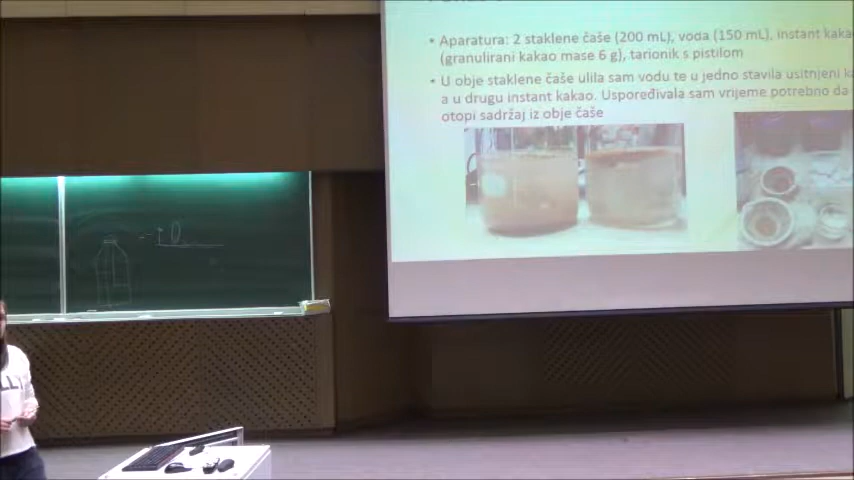 • Aparatura: 2 staklene čaše (200 mL), voda (150 mL), instant kakao
(granulirani kakao mase 6 g), tarionik s pistilom
• U obje staklene čaše ulila sam vodu te u jedno stavila usitnjeni
a u drugu instant kakao. Uspoređivala sam vrijeme potrebno da
otopi sadržaj iz obje čaše